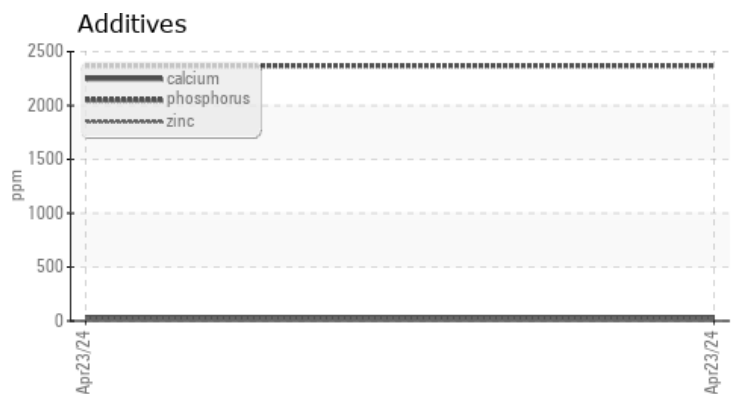 Additives
2500
2000
1500
1000
500
0
ppm
calcium
phosphorus
zinc
Apr23/24
Apr23/24